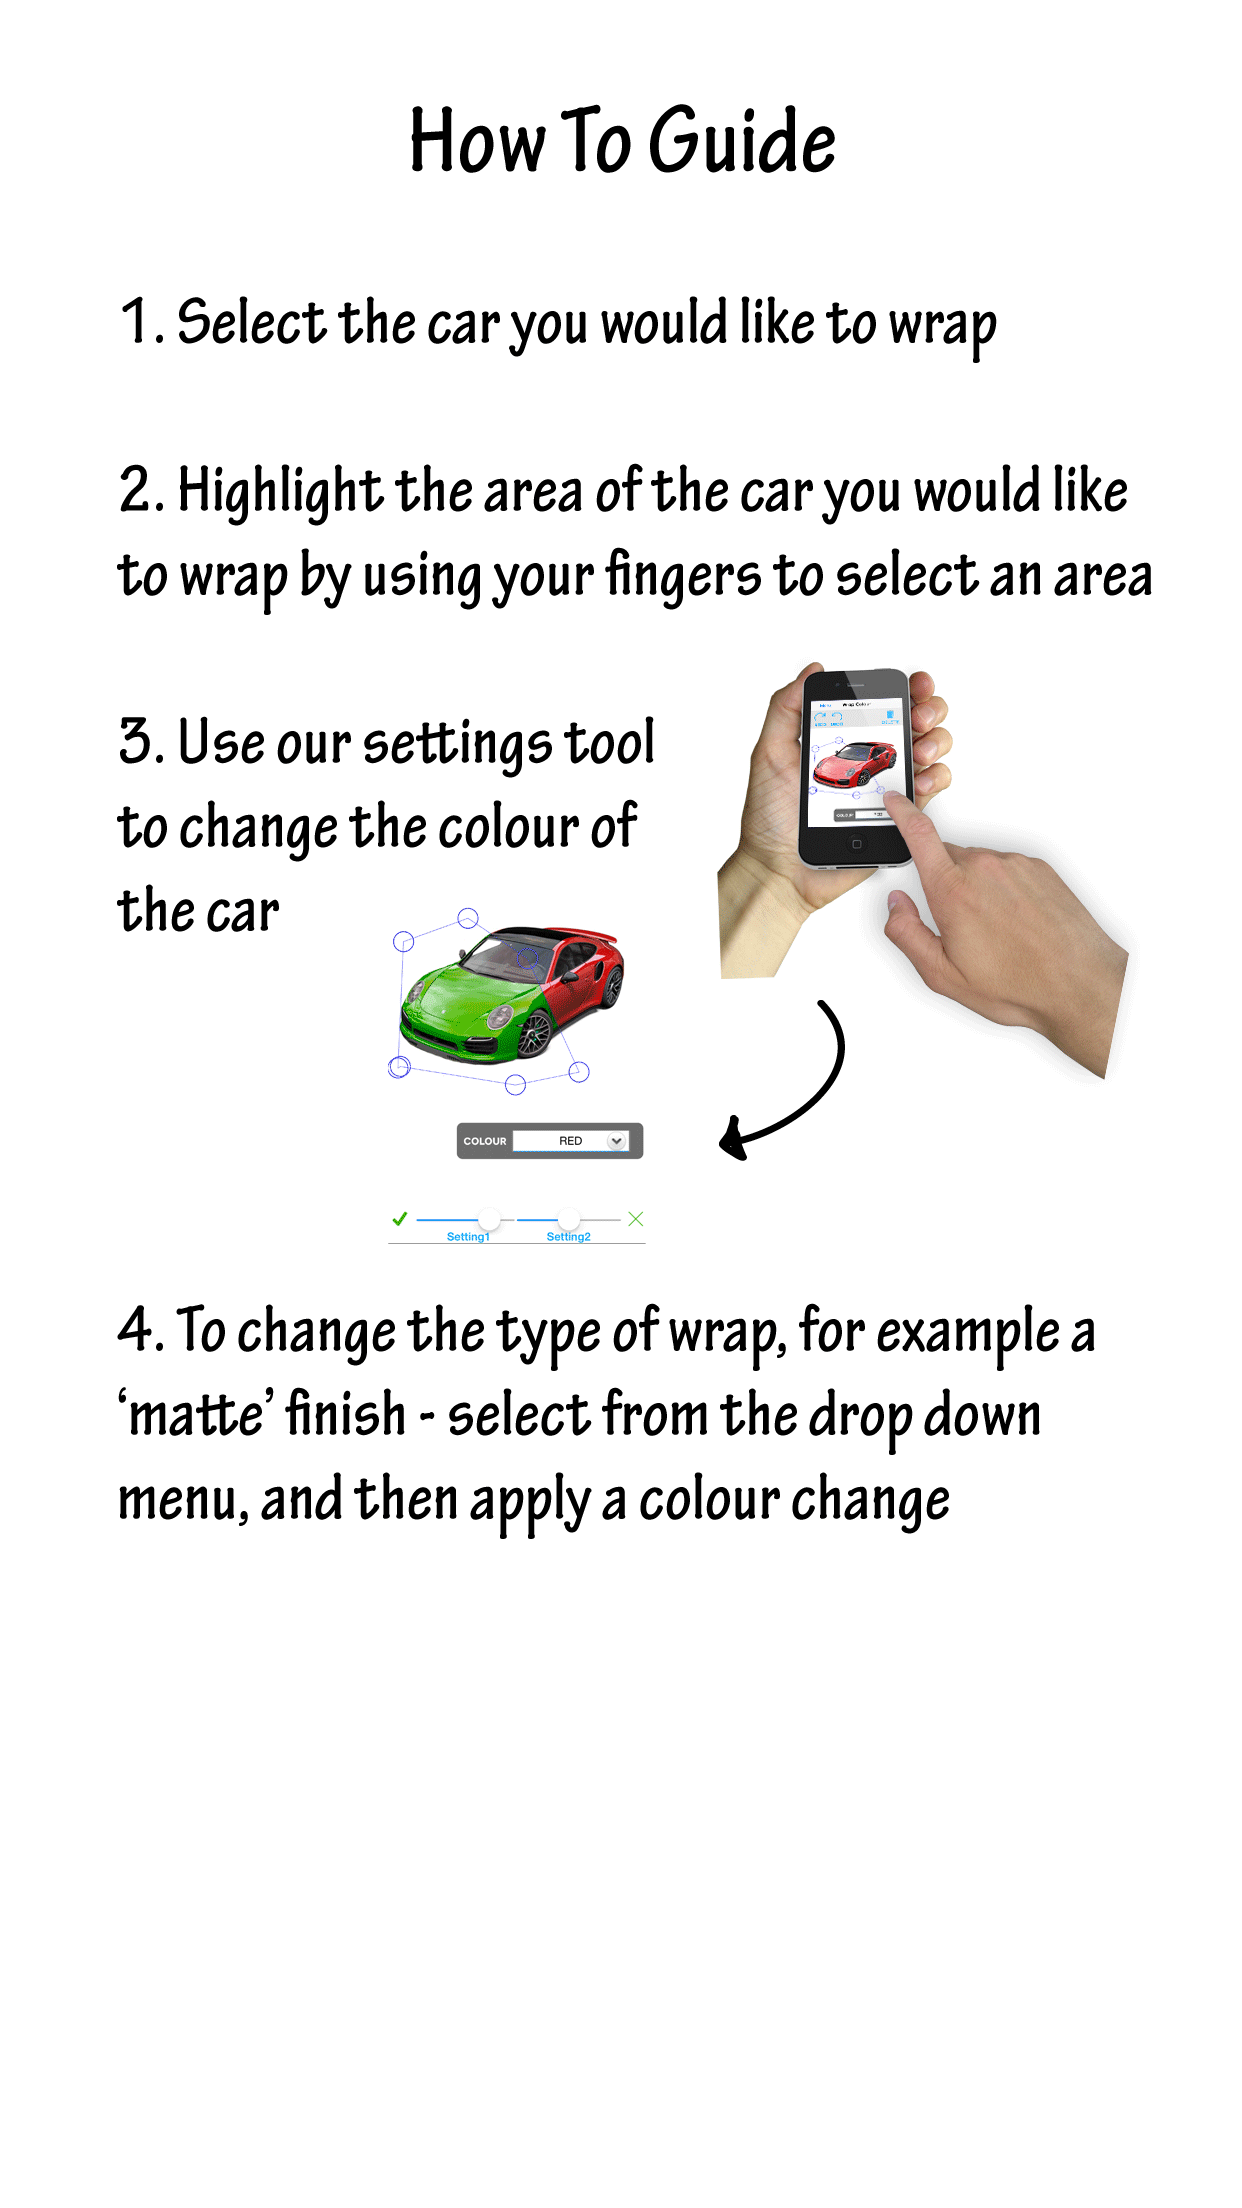 How To Guide
1. Select the car you would like to wrap
2. Highlight the area of the car you would like
to wrap by using your fingers to select an area
3. Use our settings tool
to change the colour of
the car
Wrap Colour
COLOUR
COLOUR RED
Setting1 Setting2
4. To change the type of wrap, for example a
‘matte’ finish - select from the drop down
menu, and then apply a colour change